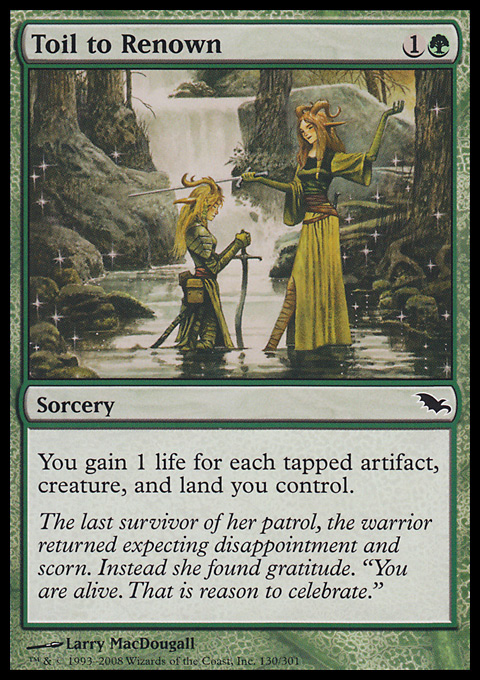 Toil to Renown 1
Sorcery
You gain 1 life for each tapped artifact,
creature, and land you control.
The last survivor of her patrol, the warrior
returned expecting disappointment and
scorn. Instead she found gratitude. “You
are alive. That is reason to celebrate.”
Larry MacDougall
™ & © 1993–2008 Wizards of the Coast, Inc. 130/301